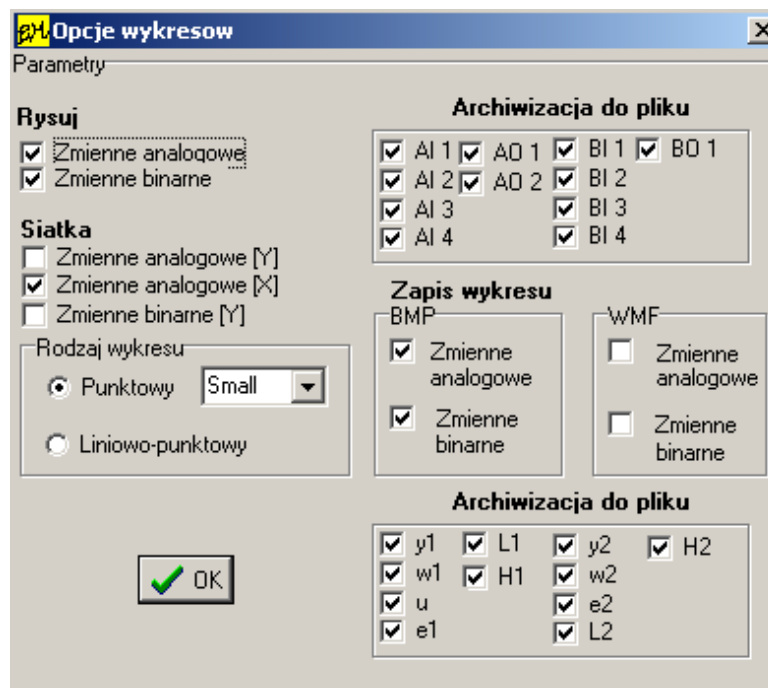 Opcje wykresow
Parametry
Rysuj
Zmienne analogowe
Zmienne binarne
Siatka
Zmienne analogowe [Y]
Zmienne analogowe [X]
Zmienne binarne [Y]
Rodzaj wykresu
Punktowy Small
Liniowo-punktowy
OK
Archiwizacja do pliku
AI 1 AO 1 BI 1 BO 1
AI 2 AO 2 BI 2
AI 3 BI 3
AI 4 BI 4
Zapis wykresu
BMP
Zmienne
analogowe
Zmienne
binarne
WMF
Zmienne
analogowe
Zmienne
binarne
Archiwizacja do pliku
y1 L1 y2 H2
w1 H1 w2
u e2
e1 L2